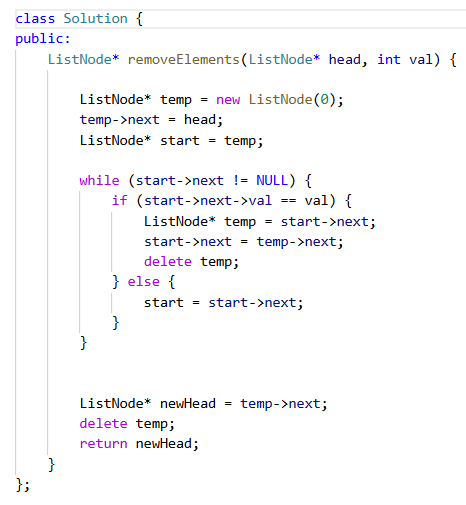 class Solution {
public:
    ListNode* removeElements(ListNode* head, int val) {
        ListNode* temp = new ListNode(0);
        temp->next = head;
        ListNode* start = temp;
        while (start->next != NULL) {
            if (start->next->val == val) {
                ListNode* temp = start->next;
                start->next = temp->next;
                delete temp;
            } else {
                start = start->next;
            }
        }
        ListNode* newHead = temp->next;
        delete temp;
        return newHead;
    }
};